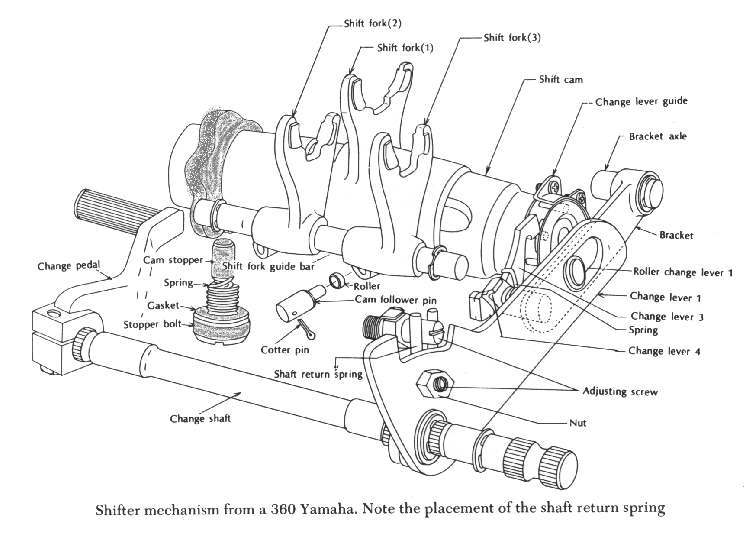 Shift fork(2)
Shift fork(1)
Shift fork(3)
Shift cam
Change lever guide
Bracket axle
Bracket
Roller change lever 1
Change lever 1
Change lever 3
Spring
Change lever 4
Adjusting screw
Nut
Change pedal
Cam stopper
Shift fork guide bar
Spring
Gasket
Stopper bolt
Roller
Cam follower pin
Cotter pin
Shaft return spring
Change shaft
Shifter mechanism from a 360 Yamaha. Note the placement of the shaft return spring